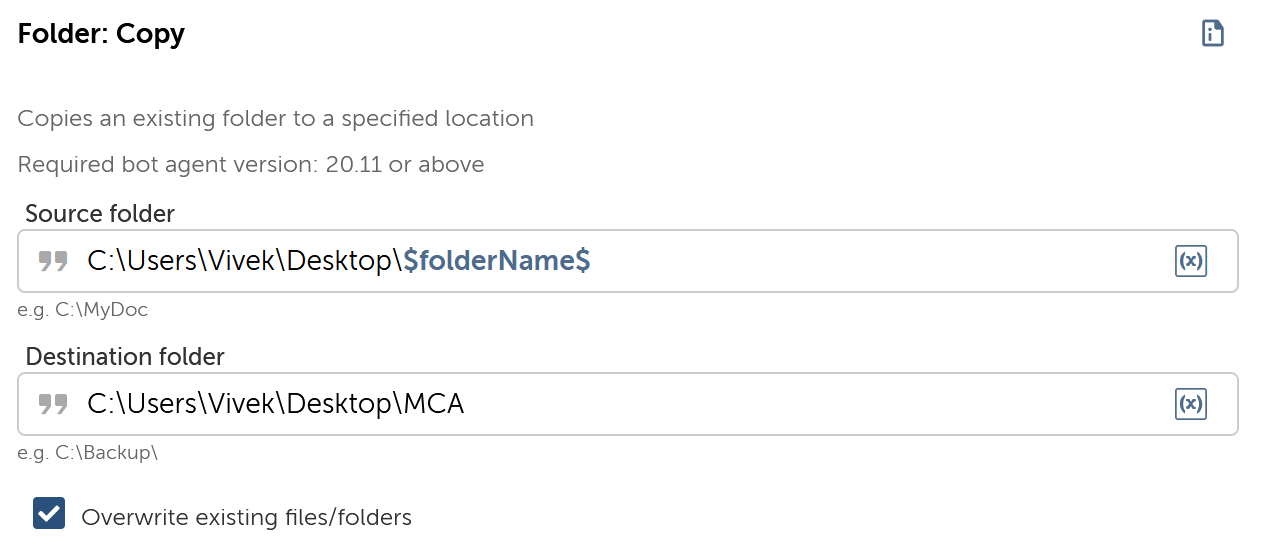 Folder: Copy
Copies an existing folder to a specified location
Required bot agent version: 20.11 or above
Source folder
C:\Users\Vivek\Desktop\$folderName$ (x)
e.g. C:\MyDoc
Destination folder
C:\Users\Vivek\Desktop\MCA (x)
e.g. C:\Backup\
Overwrite existing files/folders